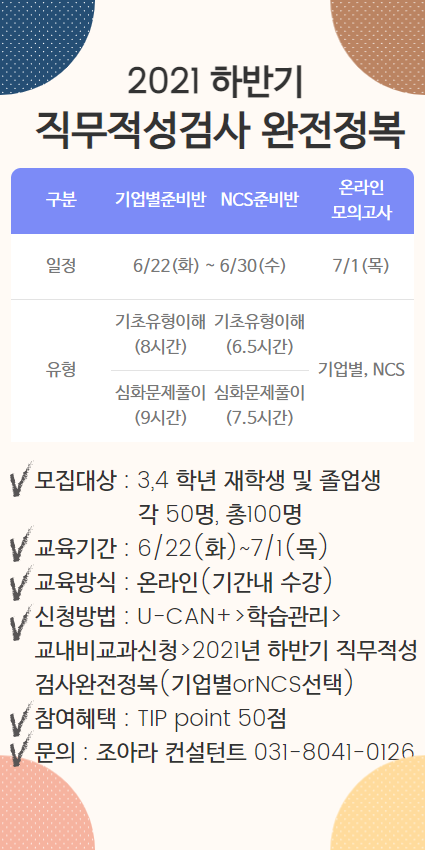 2021 하반기
직무적성검사 완전정복
구분 기업별준비반 NCS준비반 온라인
모의고사
일정 6/22(화) ~ 6/30(수) 7/1(목)
유형 기초유형이해 기초유형이해
(8시간) (6.5시간)
기업별, NCS
심화문제풀이 심화문제풀이
(9시간) (7.5시간)
모집대상 : 3,4 학년 재학생 및 졸업생
각 50명, 총100명
교육기간 : 6/22(화)~7/1(목)
교육방식 : 온라인(기간내 수강)
신청방법 : U-CAN+>학습관리>
교내비교과신청>2021년 하반기 직무적성
검사완전정복(기업별orNCS선택)
참여혜택 : TIP point 50점
문의 : 조아라 컨설턴트 031-8041-0126